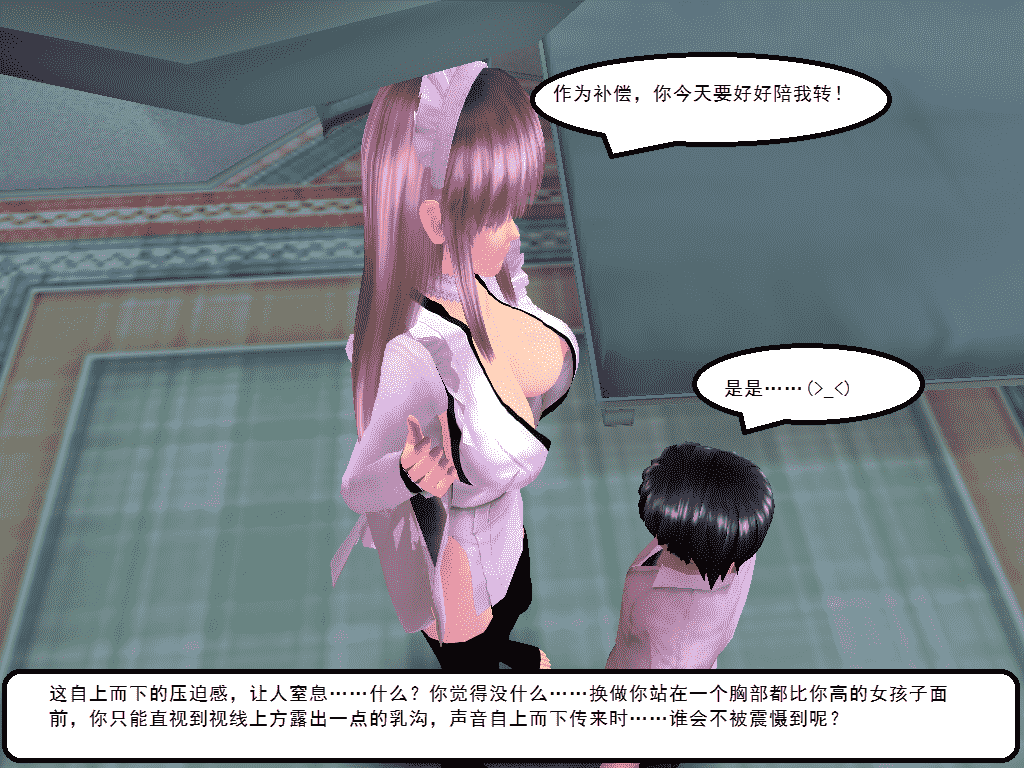 作为补偿，你今天要好好陪我转！
是是……(>_<)
这自上而下的压迫感，让人窒息……什么？你觉得没什么……换做你站在一个胸部都比你高的女孩子面
前，你只能直视到视线上方露出一点的乳沟，声音自上而下传来时……谁会不被震慑到呢？